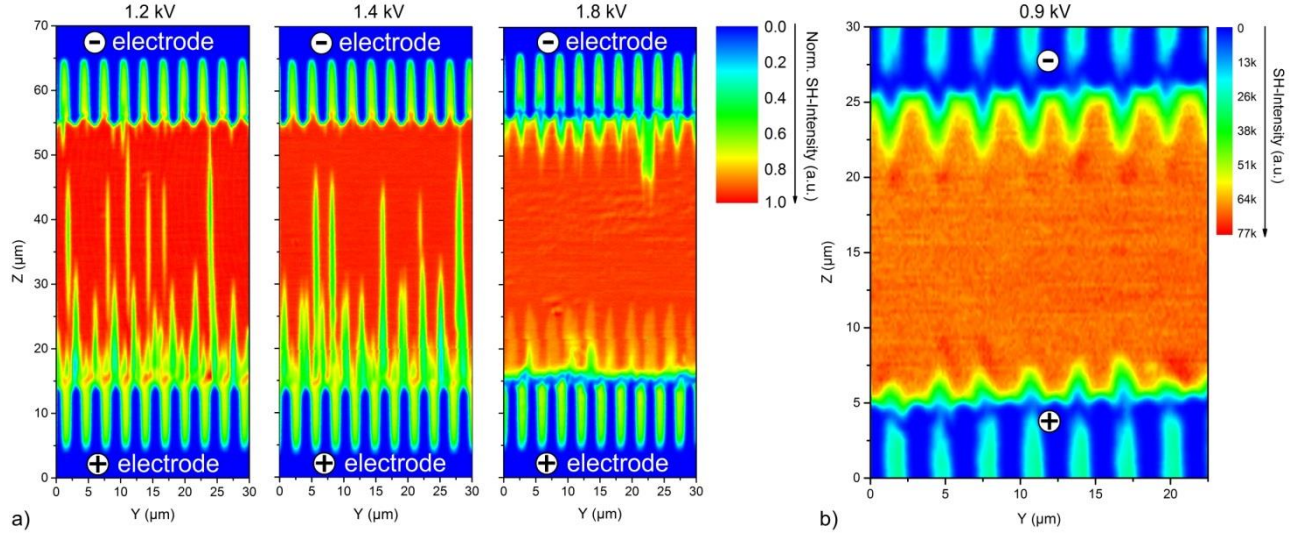 1.2 kV
1.4 kV
1.8 kV
0.9 kV
70
60
50
40
30
20
10
0
Z (µm)
− electrode
+ electrode
0 5 10 15 20 25 30
Y (µm)
− electrode
+ electrode
0 5 10 15 20 25 30
Y (µm)
− electrode
+ electrode
0 5 10 15 20 25 30
Y (µm)
0.0
0.2
0.4
0.6
0.8
1.0
Norm. SH-Intensity (a.u.)
a)
30
25
20
15
10
5
0
Z (µm)
−
+
0 5 10 15 20
Y (µm)
0
13k
26k
38k
51k
64k
77k
SH-Intensity (a.u.)
b)